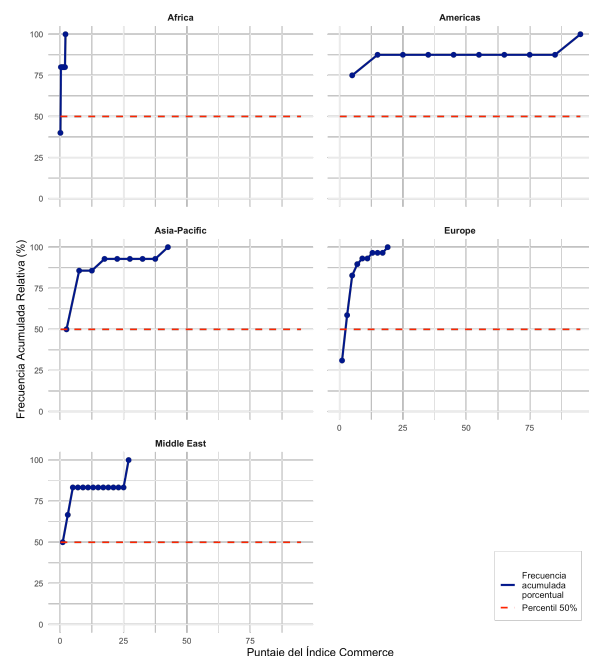 Africa
Americas
100
75
50
25
0
Asia-Pacific
Europe
100
75
50
25
0
0
25
75
Middle East
100
75
50
25
0
0
25
50
75
Frecuencia Acumulada Relativa (%)
Puntaje del Índice Commerce
Frecuencia
acumulada
porcentual
Percentil 50%